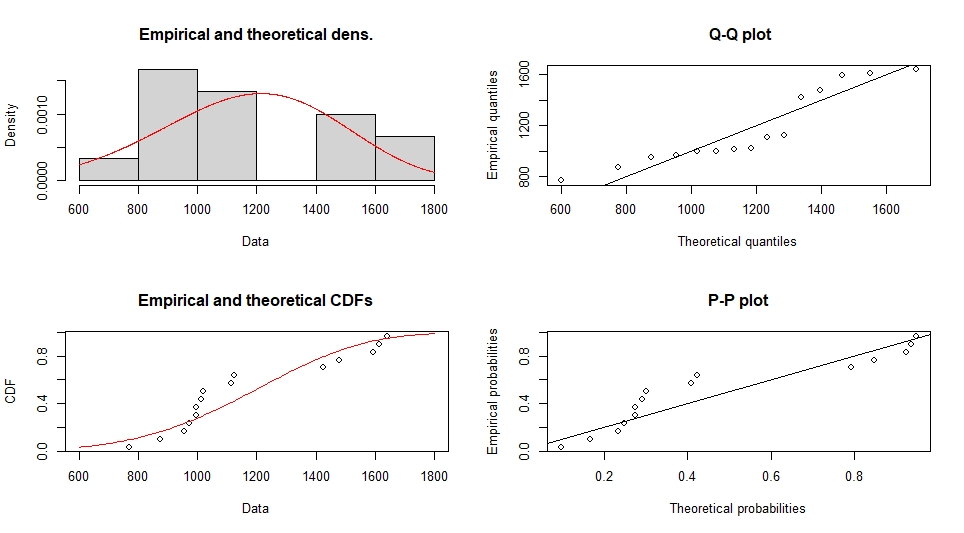 Empirical and theoretical dens.
Density
0.0000 0.0010
600 800 1000 1200 1400 1600 1800
Data
Q-Q plot
Empirical quantiles
800 1200 1600
600 800 1000 1200 1400 1600
Theoretical quantiles
Empirical and theoretical CDFs
CDF
0.0 0.4 0.8
600 800 1000 1200 1400 1600 1800
Data
P-P plot
Empirical probabilities
0.0 0.4 0.8
0.2 0.4 0.6 0.8
Theoretical probabilities